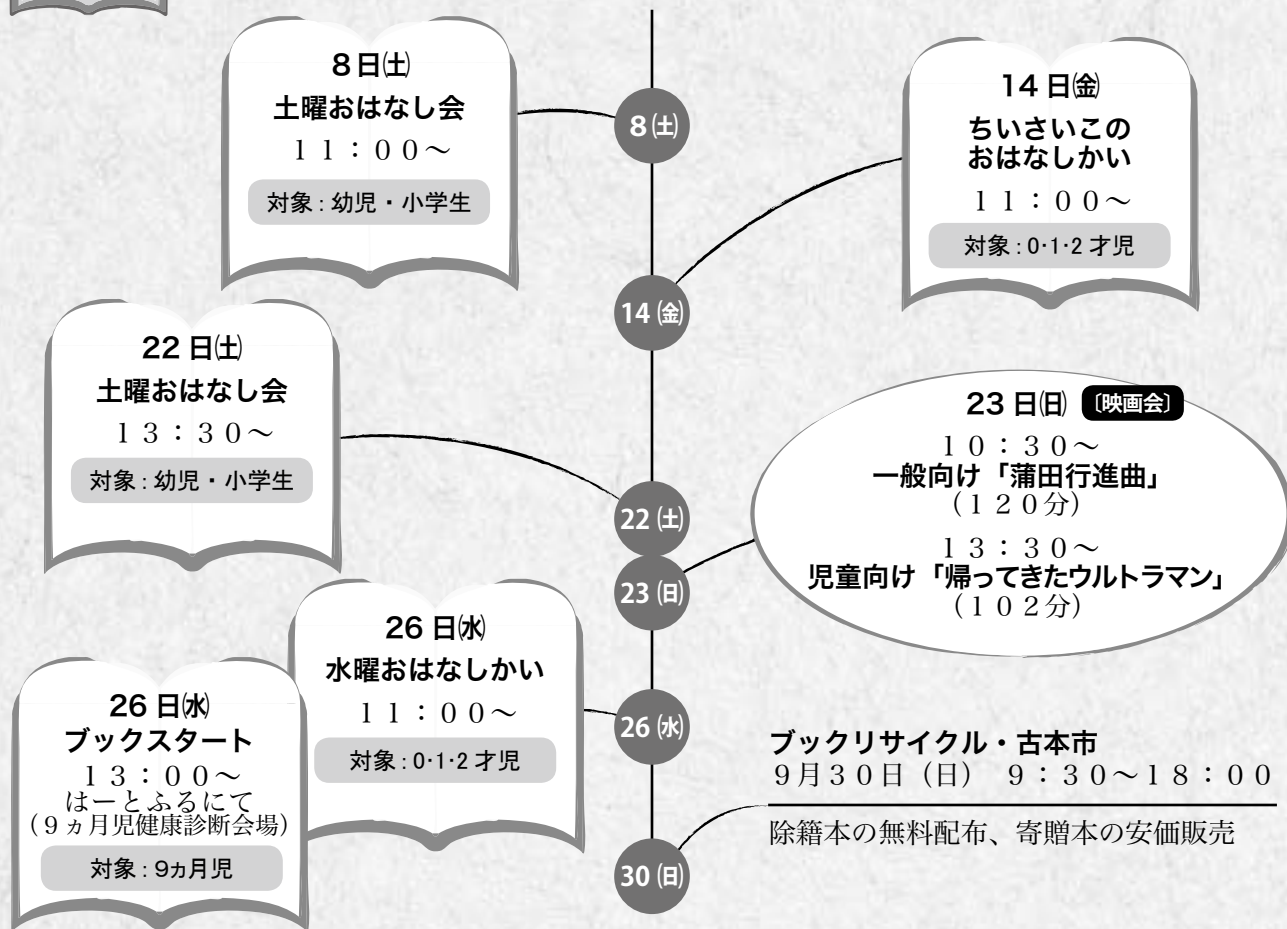 8日㈯
土曜おはなし会
11：00～
対象：幼児・小学生
8㈯
14日㈮
ちいさいこの
おはなしかい
11：00～
対象：0･1･2才児
14㈮
22日㈯
土曜おはなし会
13：30～
対象：幼児・小学生
22㈯
23日㈰ 〔映画会〕
10：30～
一般向け「蒲田行進曲」
（120分）
13：30～
児童向け「帰ってきたウルトラマン」
（102分）
23㈰
26日㈬
水曜おはなしかい
11：00～
対象：0･1･2才児
26㈬
26日㈬
ブックスタート
13：00～
はーとふるにて
（9ヵ月児健康診断会場）
対象：9ヵ月児
ブックリサイクル・古本市
9月30日（日） 9：30～18：00
除籍本の無料配布、寄贈本の安価販売
30㈰